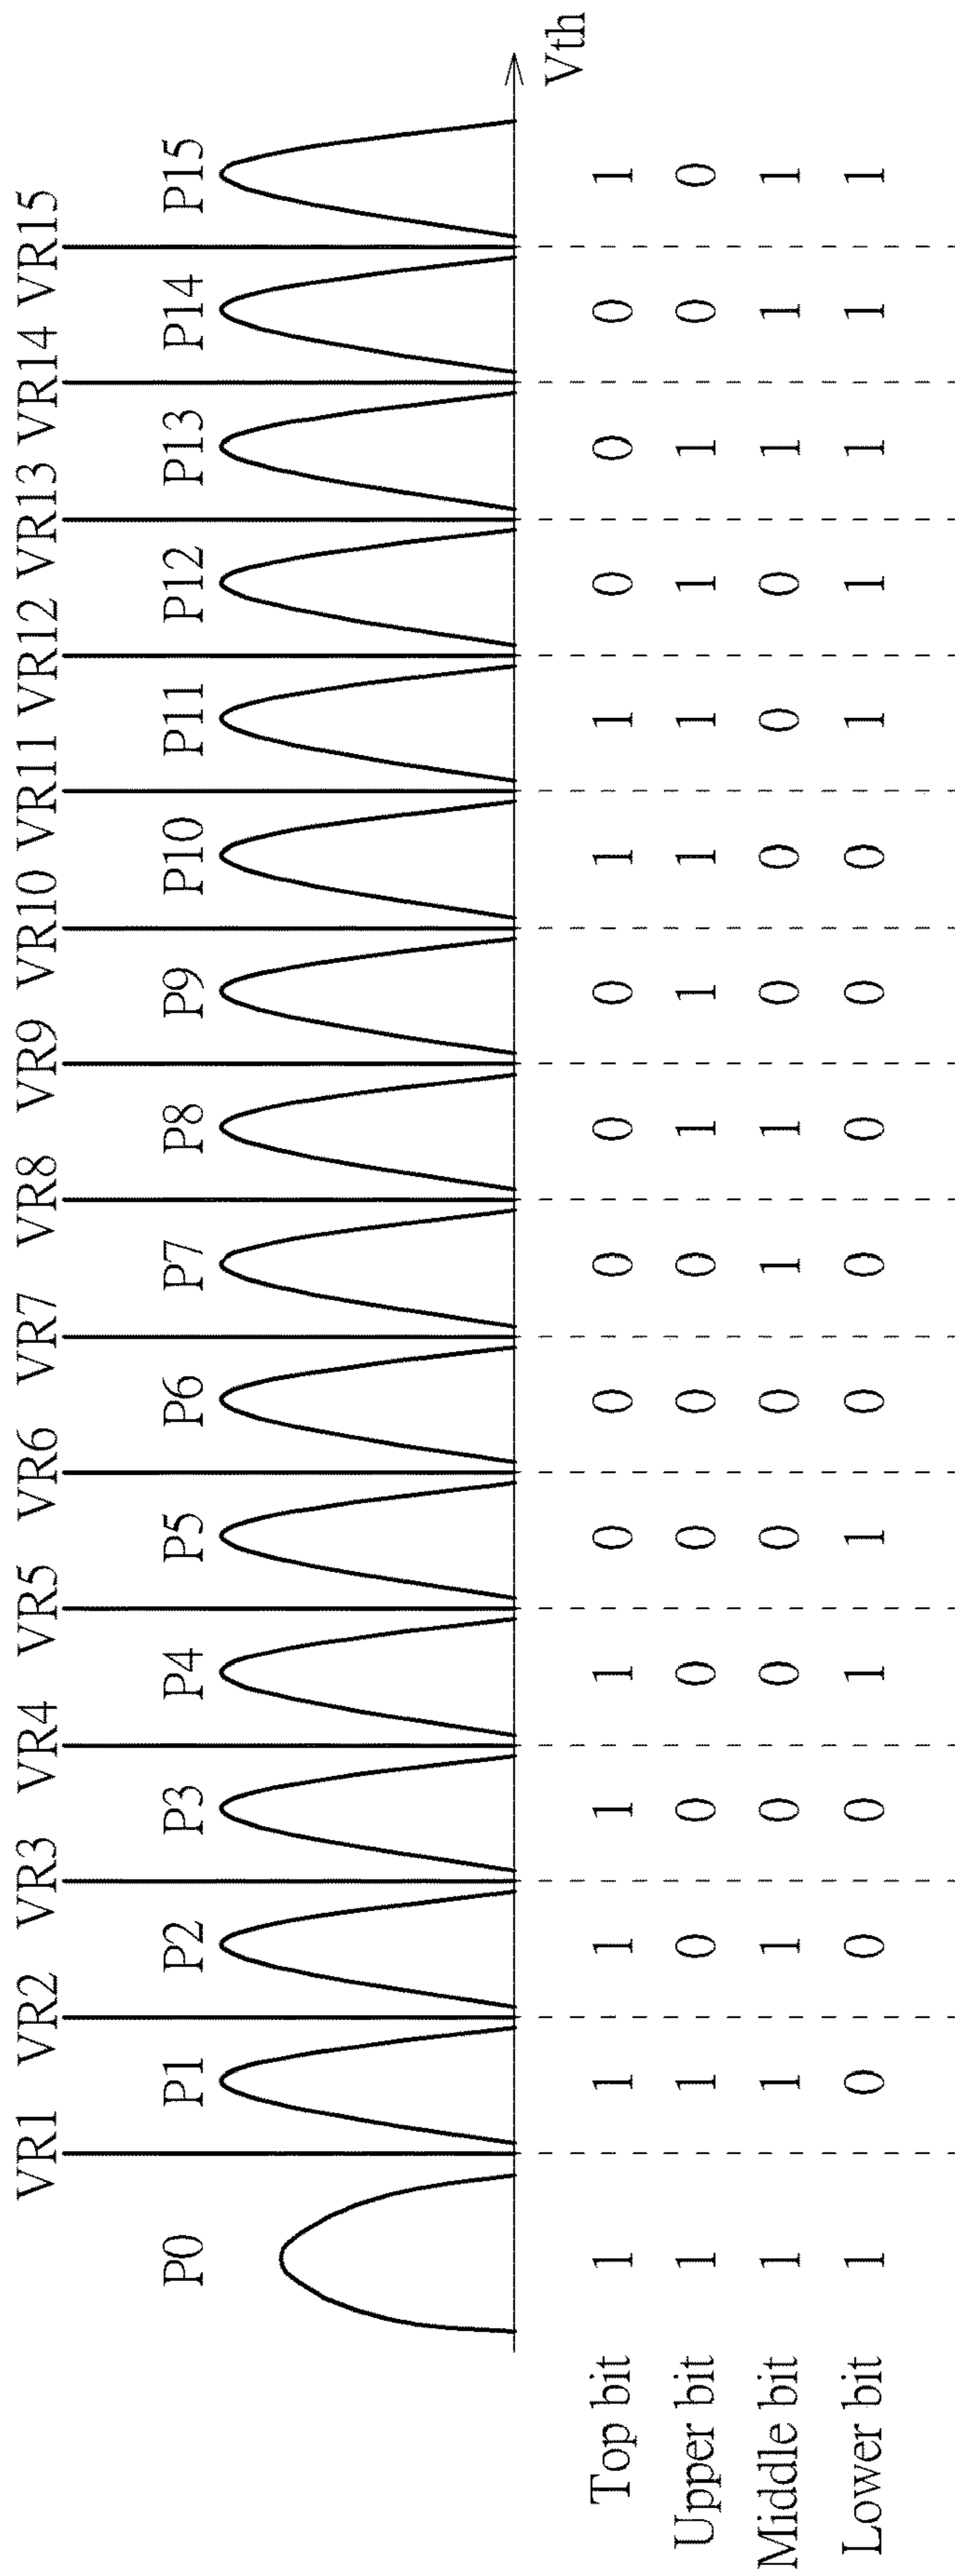 VR1 VR2 VR3 VR4 VR5 VR6 VR7 VR8 VR9 VR10 VR11 VR12 VR13 VR14 VR15
P0 P1 P2 P3 P4 P5 P6 P7 P8 P9 P10 P11 P12 P13 P14 P15
Vth
Top bit 1 1 1 1 1 0 0 0 0 0 1 1 0 0 0 1
Upper bit 1 1 0 0 0 0 0 0 1 1 1 1 1 1 0 0
Middle bit 1 1 1 0 0 0 0 1 1 0 0 0 0 1 1 1
Lower bit 1 0 0 0 1 1 0 0 0 0 0 1 1 1 1 1